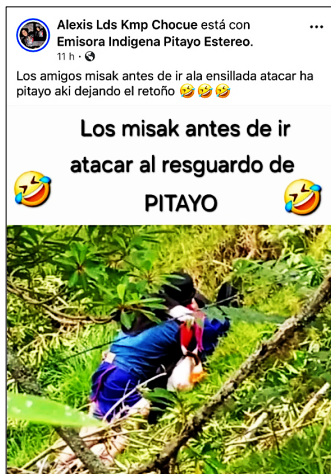 Alexis Lds Kmp Chocue está con
Emisora Indigena Pitayo Estereo.
11 h ·
Los amigos misak antes de ir ala ensillada atacar ha
pitayo aki dejando el retoño 🤣🤣🤣
Los misak antes de ir
atacar al resguardo de
🤣 PITAYO 🤣